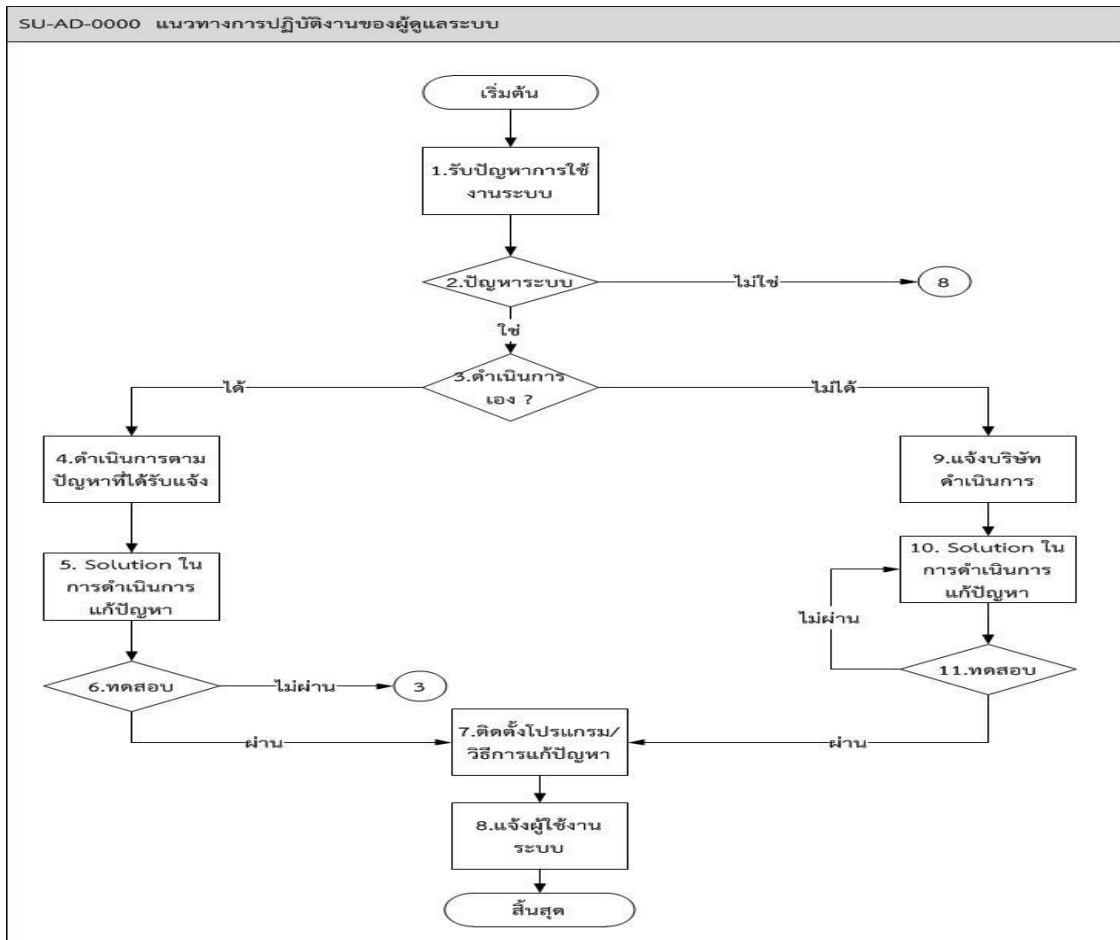 SU-AD-0000 แนวทางการปฏิบัติงานของผู้ดูแลระบบ
เริ่มต้น
1.รับปัญหาการใช้
งานระบบ
2.ปัญหาระบบ
ไม่ใช่
8
ใช่
3.ดำเนินการ
เอง ?
ได้
ไม่ได้
4.ดำเนินการตาม
ปัญหาที่ได้รับแจ้ง
9.แจ้งบริษัท
ดำเนินการ
5. Solution ใน
การดำเนินการ
แก้ปัญหา
10. Solution ใน
การดำเนินการ
แก้ปัญหา
ไม่ผ่าน
6.ทดสอบ
ไม่ผ่าน
3
11.ทดสอบ
ผ่าน
7.ติดตั้งโปรแกรม/
วิธีการแก้ปัญหา
ผ่าน
8.แจ้งผู้ใช้งาน
ระบบ
สิ้นสุด